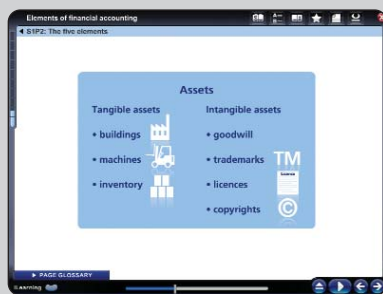 Elements of financial accounting
S1P2: The five elements
Assets
Tangible assets
• buildings
• machines
• inventory
Intangible assets
• goodwill
• trademarks
TM
• licences
• copyrights
©
PAGE GLOSSARY